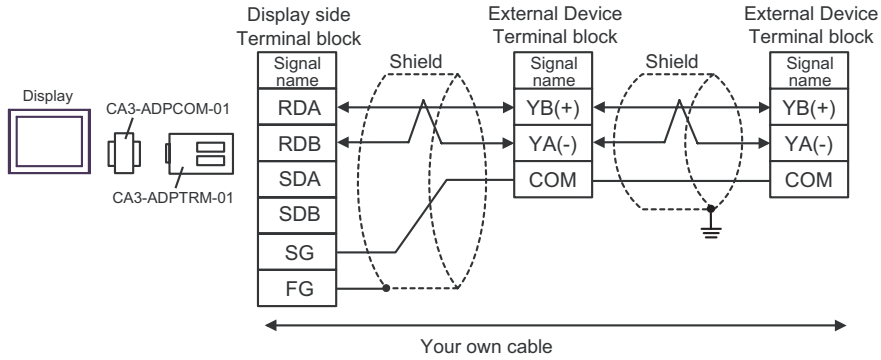 Display side
Terminal block
External Device
Terminal block
External Device
Terminal block
Signal
name
Shield
Signal
name
Shield
Signal
name
Display
CA3-ADPCOM-01
CA3-ADPTRM-01
RDA
YB(+)
YB(+)
RDB
YA(-)
YA(-)
SDA
COM
COM
SDB
SG
FG
Your own cable